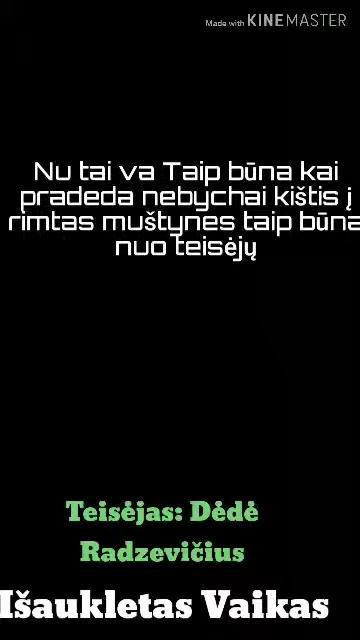 Made with KINEMASTER
Nu tai va Taip būna kai
pradeda nebychai kištis į
rimtas muštynes taip būna
nuo teisėjų
Teisėjas: Dėdė
Radzevičius
Išaukletas Vaikas